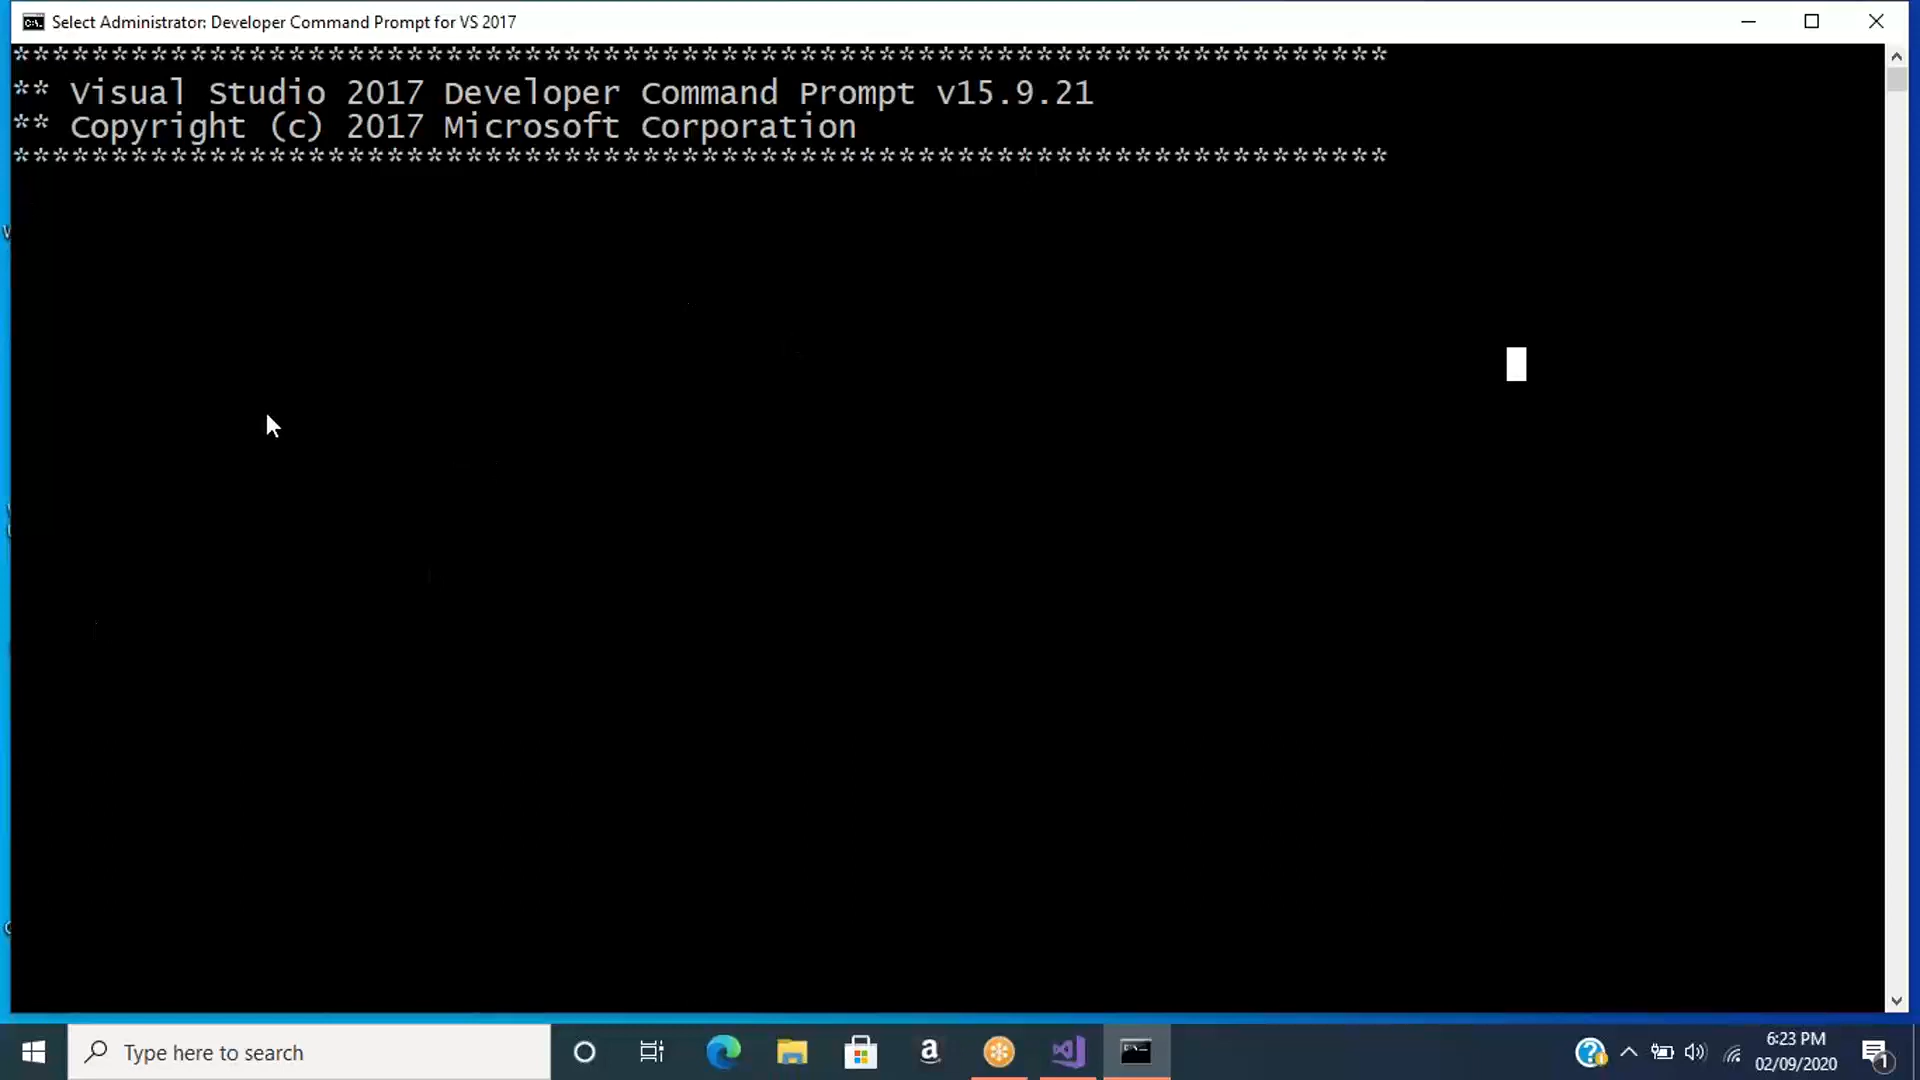 Select Administrator: Developer Command Prompt for VS 2017
**********************************************************************
** Visual Studio 2017 Developer Command Prompt v15.9.21
** Copyright (c) 2017 Microsoft Corporation
**********************************************************************
Type here to search
6:23 PM
02/09/2020
1